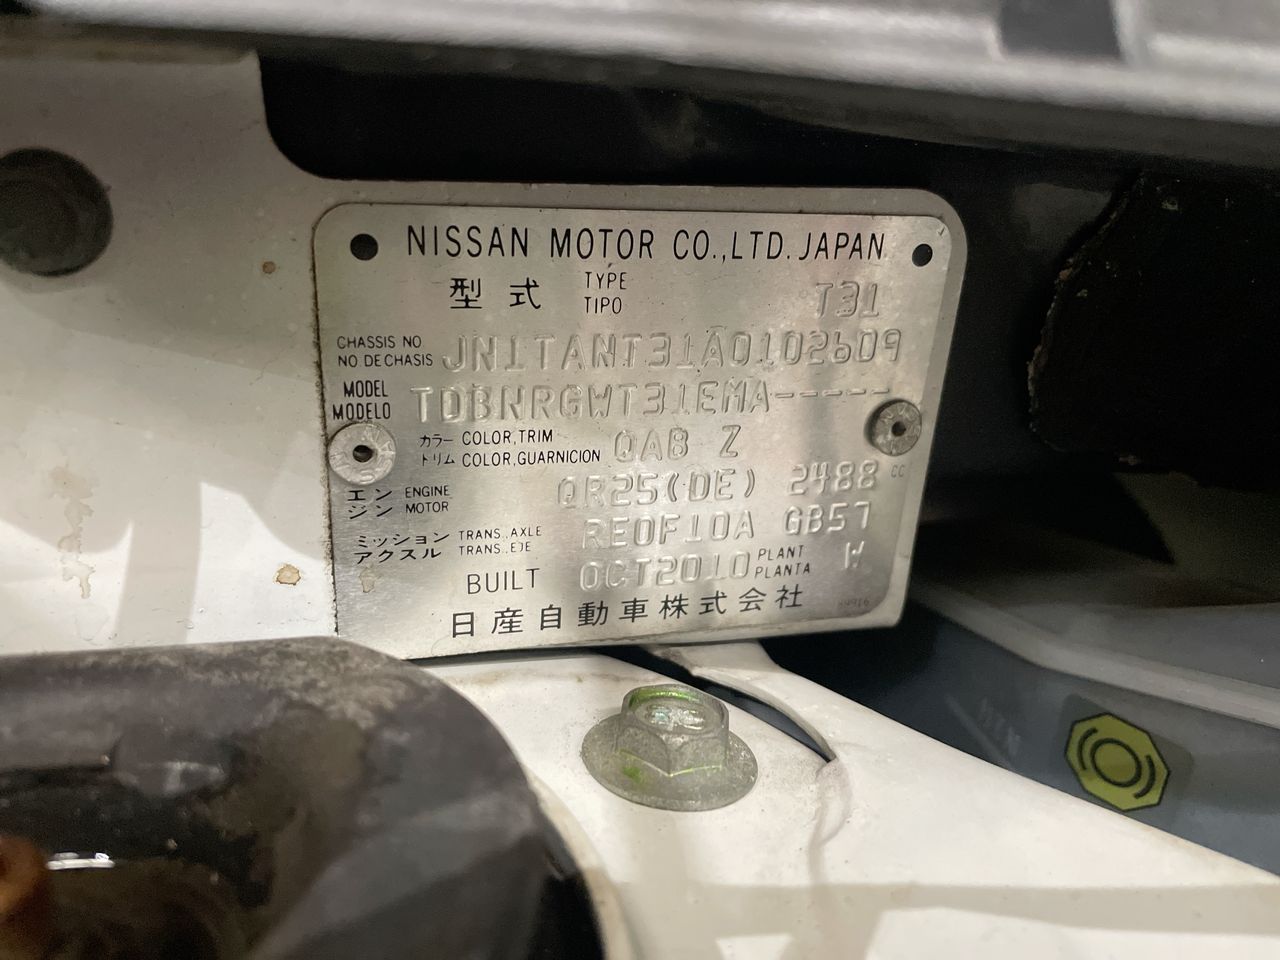 NISSAN MOTOR CO.,LTD. JAPAN
型式 TYPE TIPO T31
CHASSIS NO
NO DE CHASIS JN1TANT31A0102609
MODEL
MODELO TDBNRGWT31EMA-----
カラー COLOR,TRIM
トリム COLOR,GUARNICION QAB Z
エンジン ENGINE MOTOR QR25(DE) 2488 CC
ミッション TRANS.,AXLE
アクスル TRANS.,EJE RE0F10A GB57
BUILT OCT2010 PLANT PLANTA W
日産自動車株式会社